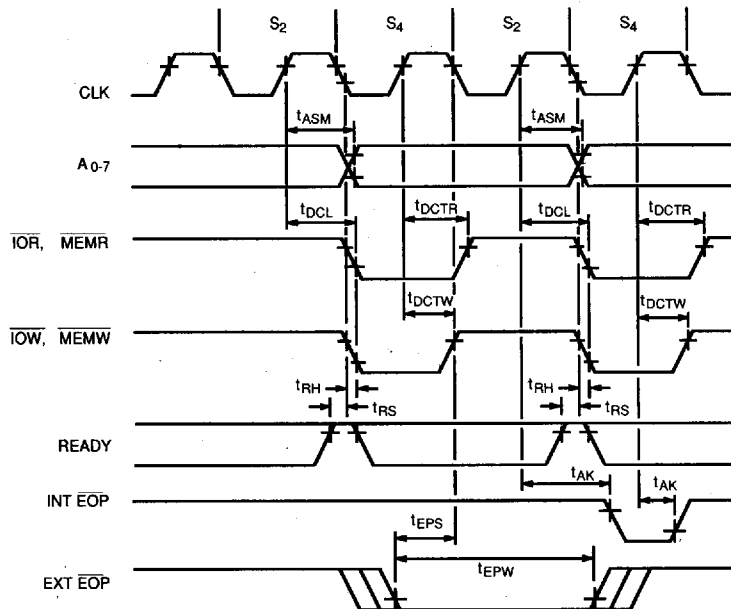 S2 S4 S2 S4
CLK
tASM tASM
A0-7
tDCL tDCTR tDCL tDCTR
IOR, MEMR
tDCTW tDCTW
IOW, MEMW
tRH tRS tRH tRS
READY
tAK tAK
INT EOP
tEPS
tEPW
EXT EOP